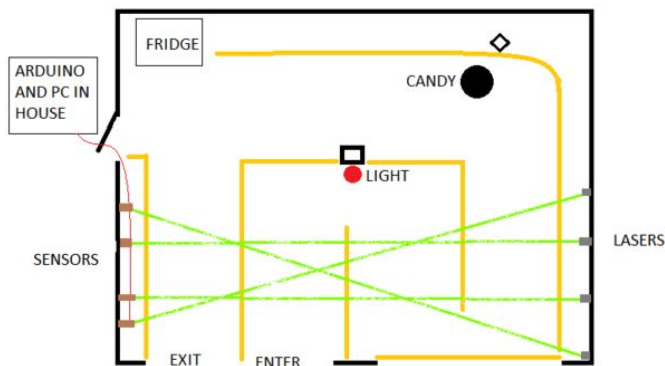 FRIDGE
ARDUINO
AND PC IN
HOUSE
CANDY
LIGHT
SENSORS
LASERS
EXIT
ENTER